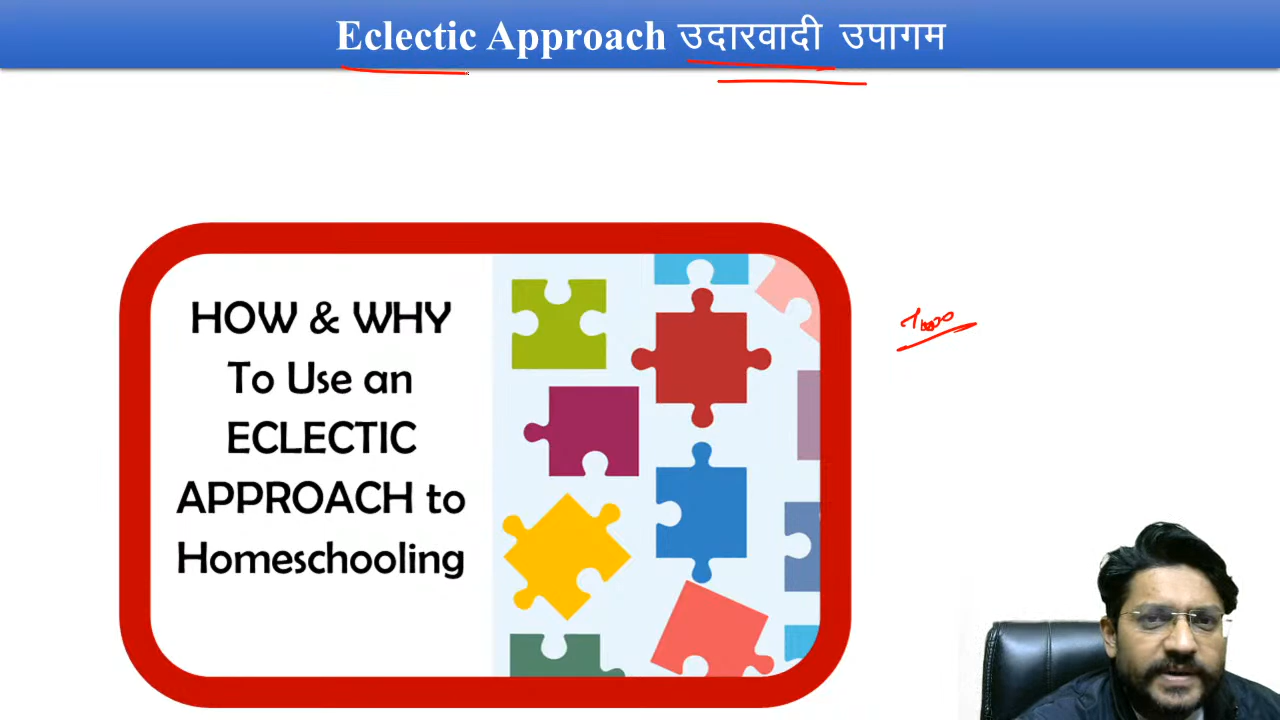 Eclectic Approach उदारवादी उपागम
HOW & WHY
To Use an
ECLECTIC
APPROACH to
Homeschooling